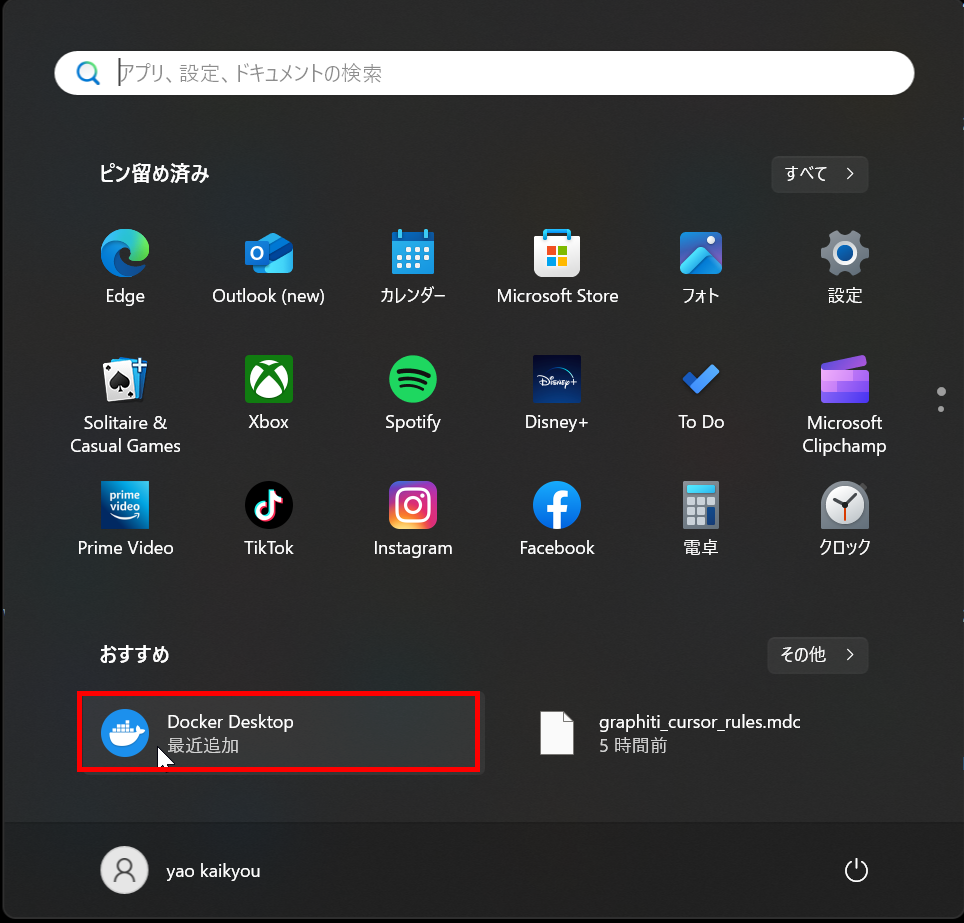 アプリ、設定、ドキュメントの検索
ピン留め済み
すべて
Edge
Outlook (new)
カレンダー
Microsoft Store
フォト
設定
Solitaire &
Casual Games
Xbox
Spotify
Disney+
Disney+
To Do
Microsoft
Clipchamp
prime
video
Prime Video
TikTok
Instagram
Facebook
電卓
クロック
おすすめ
その他
Docker Desktop
最近追加
graphiti_cursor_rules.mdc
5 時間前
yao kaikyou